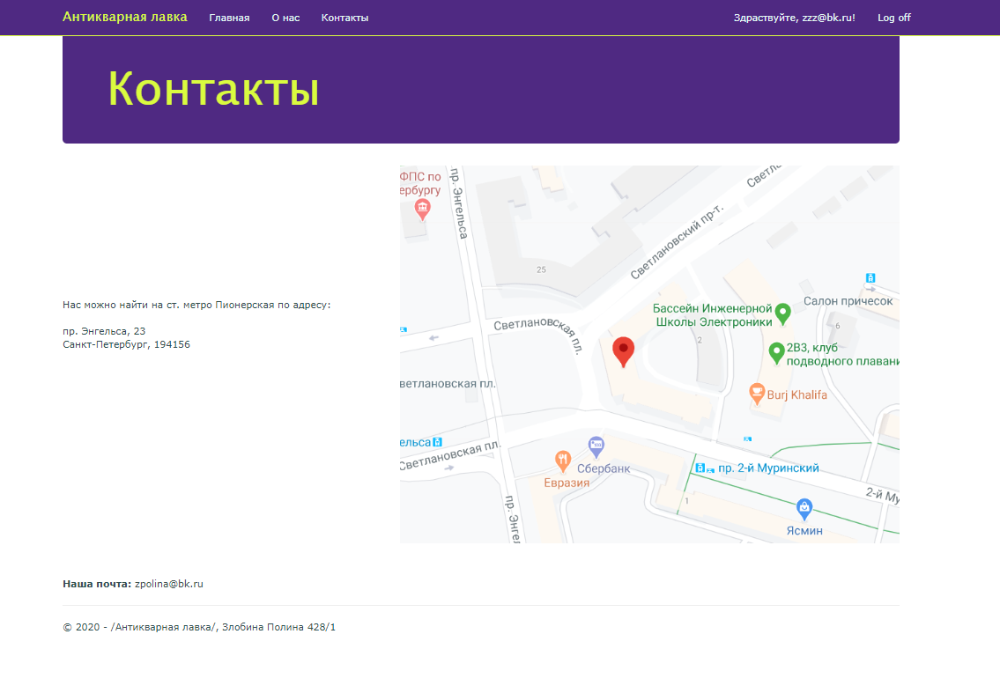 Антикварная лавка Главная О нас Контакты Здраствуйте, zzz@bk.ru! Log off
Контакты
ФПС по
ербургу
пр. Энгельса
Светл
Светлановский пр-т.
25
Нас можно найти на ст. метро Пионерская по адресу:
пр. Энгельса, 23
Санкт-Петербург, 194156
Салон причесок
Бассейн Инженерной
Школы Электроники
6
2
Светлановская пл.
2ВЗ, клуб
подводного плавани
ветлановская пл.
Burj Khalifa
ельса
Светлановская пл.
Сбербанк
Евразия
пр. 2-й Муринский
2-й Му
пр. Энгел
1
Ясмин
Наша почта: zpolina@bk.ru
© 2020 - /Антикварная лавка/, Злобина Полина 428/1